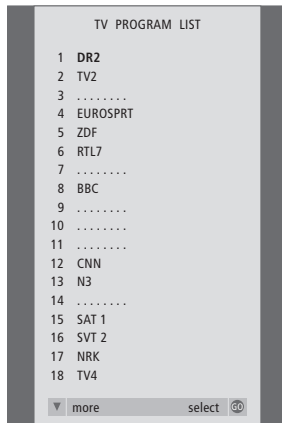 TV PROGRAM LIST
1 DR2
2 TV2
3 . . . . . . . .
4 EUROSPRT
5 ZDF
6 RTL7
7 . . . . . . . .
8 BBC
9 . . . . . . . .
10 . . . . . . . .
11 . . . . . . . .
12 CNN
13 N3
14 . . . . . . . .
15 SAT 1
16 SVT 2
17 NRK
18 TV4
more select GO